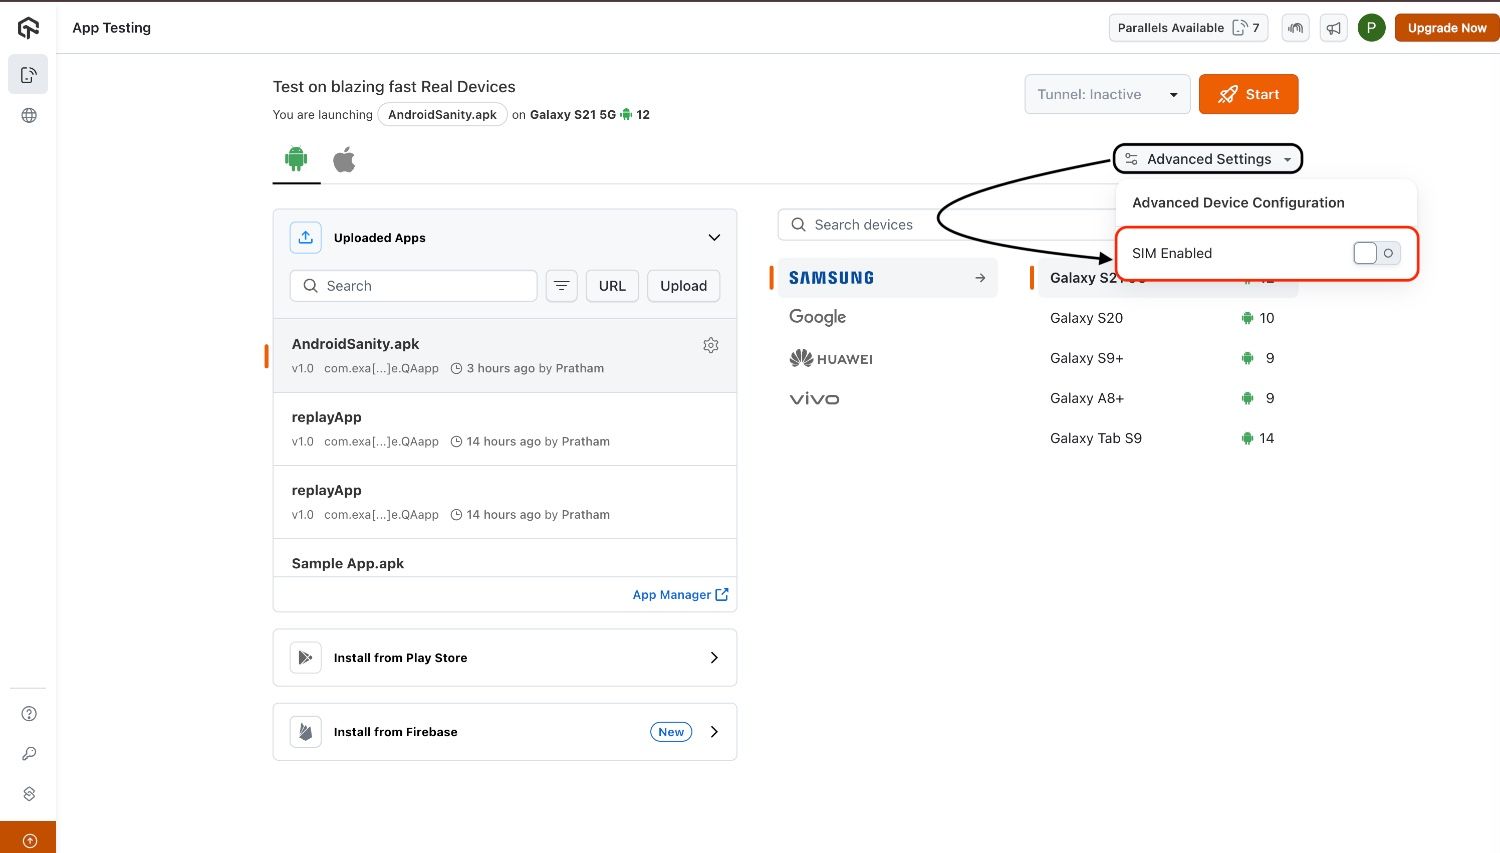 App Testing
Parallels Available 7
P
Upgrade Now
Test on blazing fast Real Devices
You are launching AndroidSanity.apk on Galaxy S21 5G 12
Tunnel: Inactive
Start
Advanced Settings
Advanced Device Configuration
SIM Enabled
Uploaded Apps
Search
URL
Upload
AndroidSanity.apk
v1.0 com.exa[...]e.QAapp 3 hours ago by Pratham
replayApp
v1.0 com.exa[...]e.QAapp 14 hours ago by Pratham
replayApp
v1.0 com.exa[...]e.QAapp 14 hours ago by Pratham
Sample App.apk
App Manager
Install from Play Store
Install from Firebase New
Search devices
SAMSUNG
Google
HUAWEI
vivo
Galaxy S21 5G 12
Galaxy S20 10
Galaxy S9+ 9
Galaxy A8+ 9
Galaxy Tab S9 14